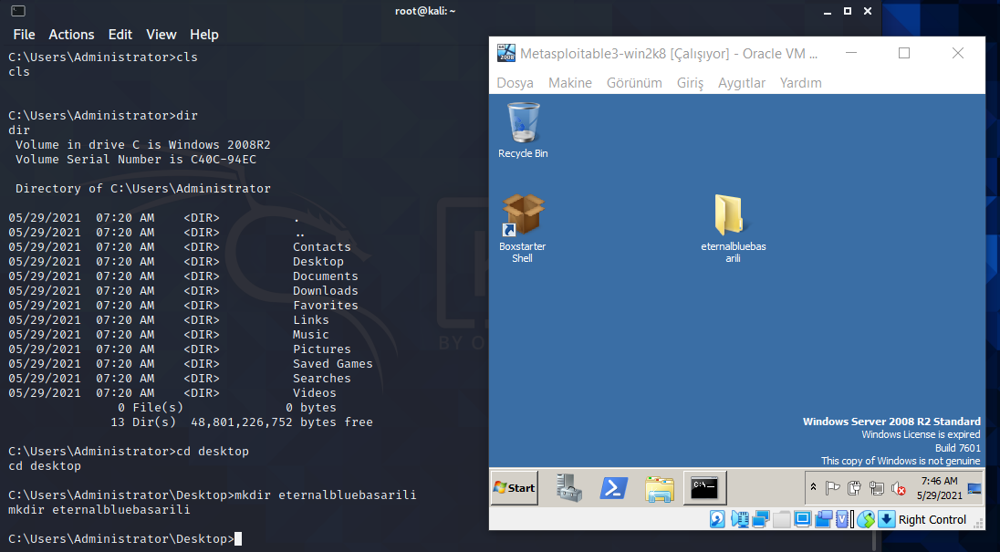 root@kali: ~
File Actions Edit View Help
C:\Users\Administrator>cls
cls
C:\Users\Administrator>dir
dir
Volume in drive C is Windows 2008R2
Volume Serial Number is C40C-94EC
Directory of C:\Users\Administrator
05/29/2021 07:20 AM <DIR> .
05/29/2021 07:20 AM <DIR> ..
05/29/2021 07:20 AM <DIR> Contacts
05/29/2021 07:20 AM <DIR> Desktop
05/29/2021 07:20 AM <DIR> Documents
05/29/2021 07:20 AM <DIR> Downloads
05/29/2021 07:20 AM <DIR> Favorites
05/29/2021 07:20 AM <DIR> Links
05/29/2021 07:20 AM <DIR> Music
05/29/2021 07:20 AM <DIR> Pictures
05/29/2021 07:20 AM <DIR> Saved Games
05/29/2021 07:20 AM <DIR> Searches
05/29/2021 07:20 AM <DIR> Videos
0 File(s) 0 bytes
13 Dir(s) 48,801,226,752 bytes free
C:\Users\Administrator>cd desktop
cd desktop
C:\Users\Administrator\Desktop>mkdir eternalbluebasarili
mkdir eternalbluebasarili
C:\Users\Administrator\Desktop>
BY O
Metasploitable3-win2k8 [Çalışıyor] - Oracle VM ...
Dosya Makine Görünüm Giriş Aygıtlar Yardım
Recycle Bin
Boxstarter
Shell
eternalbluebas
arili
Windows Server 2008 R2 Standard
Windows License is expired
Build 7601
This copy of Windows is not genuine
Start
C:\
7:46 AM
5/29/2021
Right Control